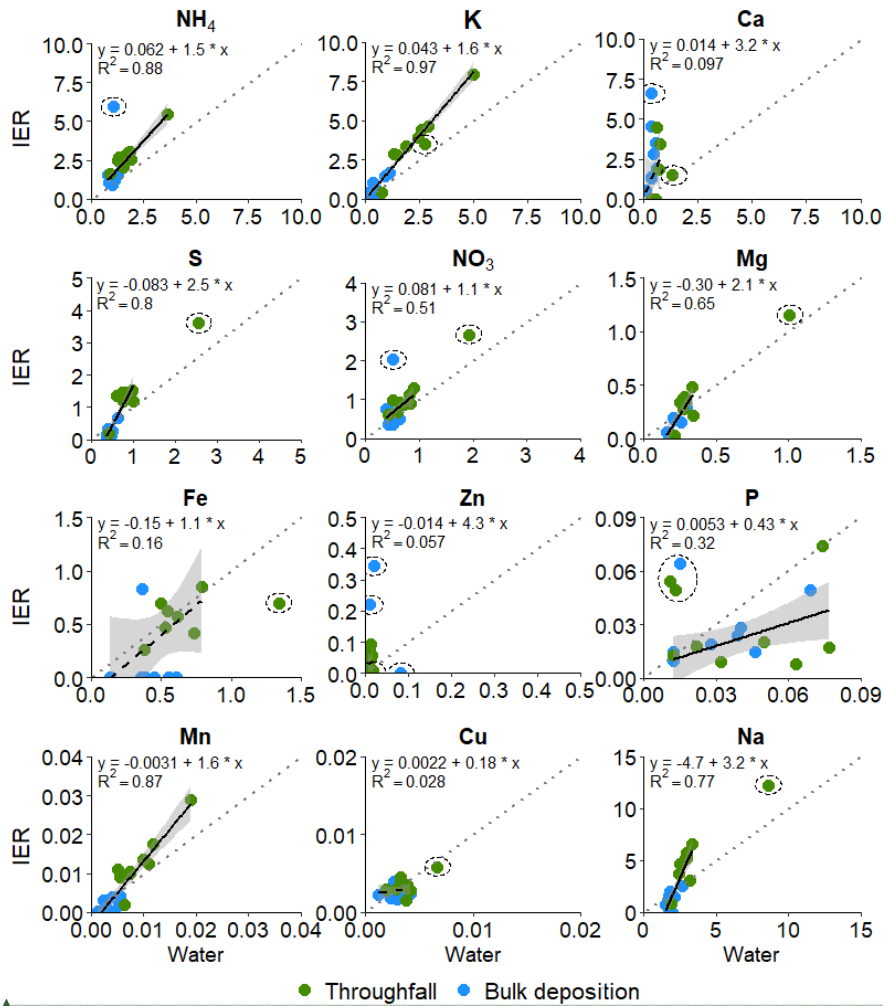 NH4 K Ca
y = 0.062 + 1.5 * x y = 0.043 + 1.6 * x y = 0.014 + 3.2 * x
R2 = 0.88 R2 = 0.97 R2 = 0.097
IER
10.0 10.0 10.0
7.5 7.5 7.5
5.0 5.0 5.0
2.5 2.5 2.5
0.0 0.0 0.0
0.0 2.5 5.0 7.5 10.0 0.0 2.5 5.0 7.5 10.0 0.0 2.5 5.0 7.5 10.0
S NO3 Mg
y = -0.083 + 2.5 * x y = 0.081 + 1.1 * x y = -0.30 + 2.1 * x
R2 = 0.8 R2 = 0.51 R2 = 0.65
IER
5 4 1.5
4 3 1.0
3 2 0.5
2 1 0.0
1 0
0
0 1 2 3 4 5 0 1 2 3 4 0.0 0.5 1.0 1.5
Fe Zn P
y = -0.15 + 1.1 * x y = -0.014 + 4.3 * x y = 0.0053 + 0.43 * x
R2 = 0.16 R2 = 0.057 R2 = 0.32
IER
1.5 0.5 0.09
1.0 0.4 0.06
0.5 0.3 0.03
0.0 0.2 0.00
0.1
0.0
0.0 0.5 1.0 1.5 0.0 0.1 0.2 0.3 0.4 0.5 0.00 0.03 0.06 0.09
Mn Cu Na
y = -0.0031 + 1.6 * x y = 0.0022 + 0.18 * x y = -4.7 + 3.2 * x
R2 = 0.87 R2 = 0.028 R2 = 0.77
IER
0.04 0.02 15
0.03 0.01 10
0.02 0.00 5
0.01 0
0.00
0.00 0.01 0.02 0.03 0.04 0.00 0.01 0.02 0 5 10 15
Water Water Water
Throughfall Bulk deposition